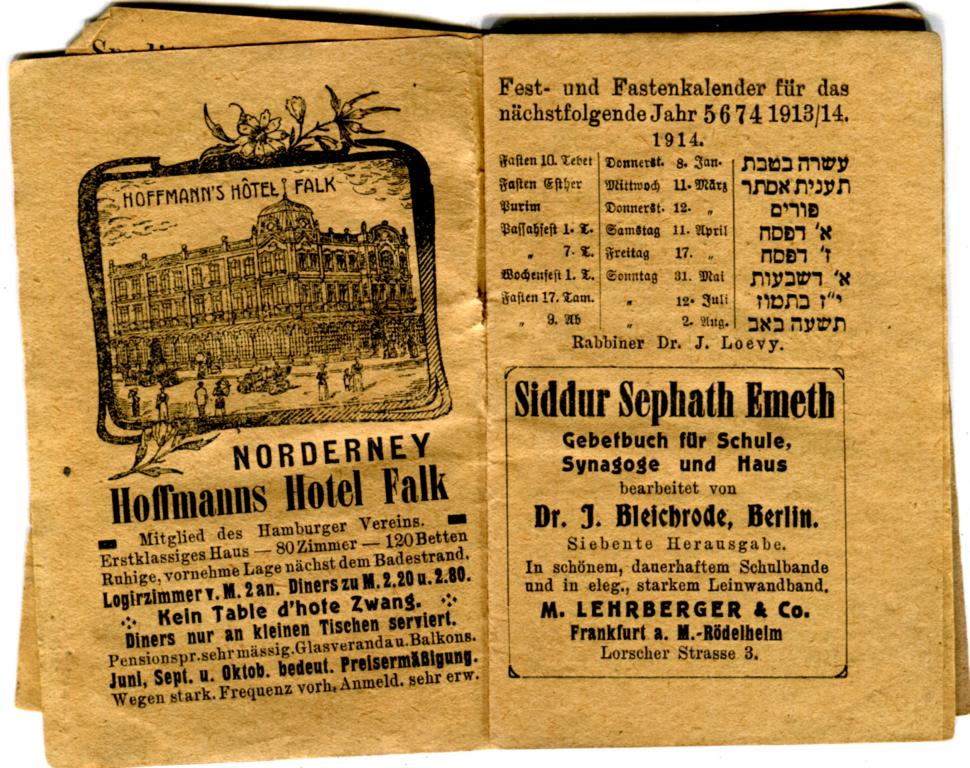 HOFFMANN'S HÔTEL FALK
NORDERNEY
Hoffmanns Hotel Falk
Mitglied des Hamburger Vereins.
Erstklassiges Haus — 80 Zimmer — 120 Betten
Ruhige, vornehme Lage nächst dem Badestrand.
Logirzimmer v. M. 2 an. Diners zu M. 2.20 u. 2.80.
Kein Table d'hote Zwang.
Diners nur an kleinen Tischen serviert.
Pensionspr. sehr mässig. Glasveranda u. Balkons.
Juni, Sept. u. Oktob. bedeut. Preisermäßigung.
Wegen stark. Frequenz vorh. Anmeld. sehr erw.
Fest- und Fastenkalender für das
nächstfolgende Jahr 5674 1913/14.
1914.
Fasten 10. Tebet Donnerst. 8. Jan. עשרה בטבת
Fasten Esther Mittwoch 11. März תענית אסתר
Purim Donnerst. 12. „ פורים
Passahfest 1. T. Samstag 11. April א' דפסח
„ 7. T. Freitag 17. „ ז' דפסח
Wochenfest 1. T. Sonntag 31. Mai א' דשבעות
Fasten 17. Tam. „ 12. Juli י"ז בתמוז
„ 9. Ab „ 2. Aug. תשעה באב
Rabbiner Dr. J. Loevy.
Siddur Sephath Emeth
Gebetbuch für Schule,
Synagoge und Haus
bearbeitet von
Dr. J. Bleichrode, Berlin.
Siebente Herausgabe.
In schönem, dauerhaftem Schulbande
und in eleg., starkem Leinwandband.
M. LEHRBERGER & Co.
Frankfurt a. M.-Rödelheim
Lorscher Strasse 3.